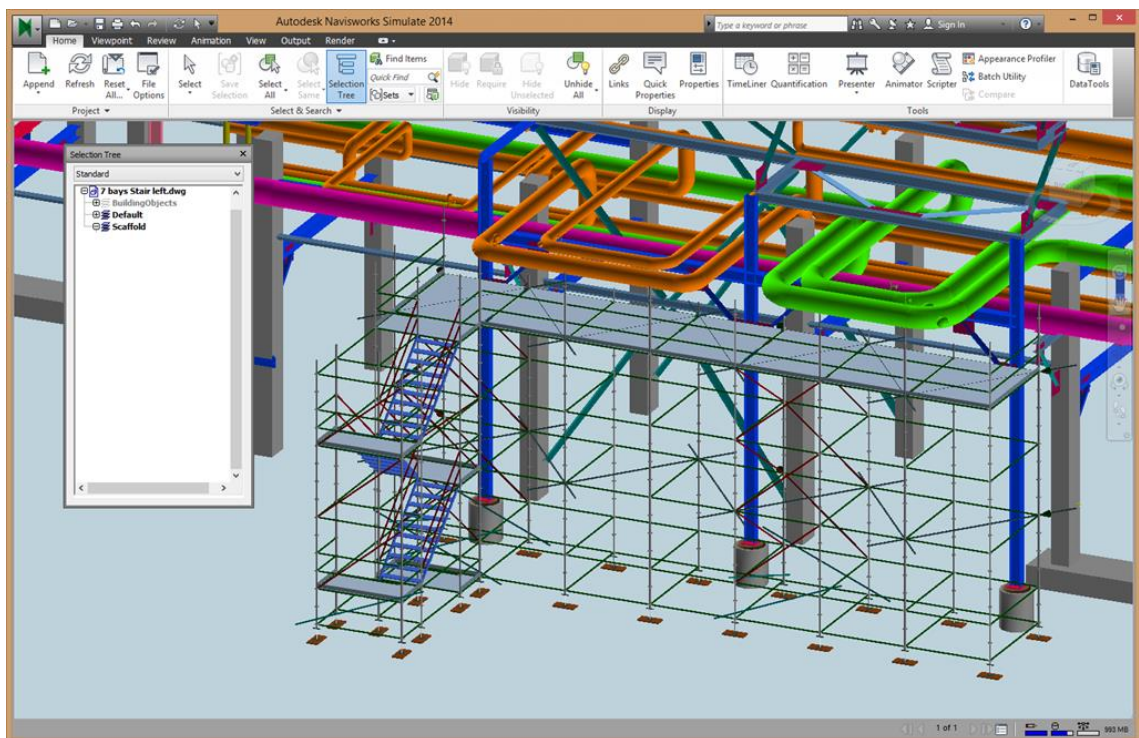 Autodesk Navisworks Simulate 2014
Type a keyword or phrase
Sign In
Home Viewpoint Review Animation View Output Render
Append
Refresh
Reset All...
File Options
Project
Select
Save Selection
Select All
Select Same
Selection Tree
Find Items
Quick Find
Sets
Select & Search
Hide
Require
Hide Unselected
Unhide All
Visibility
Links
Quick Properties
Properties
Display
TimeLiner
Quantification
Presenter
Animator
Scripter
Appearance Profiler
Batch Utility
Compare
Tools
DataTools
Selection Tree
Standard
7 bays Stair left.dwg
BuildingObjects
Default
Scaffold
1 of 1
993 MB